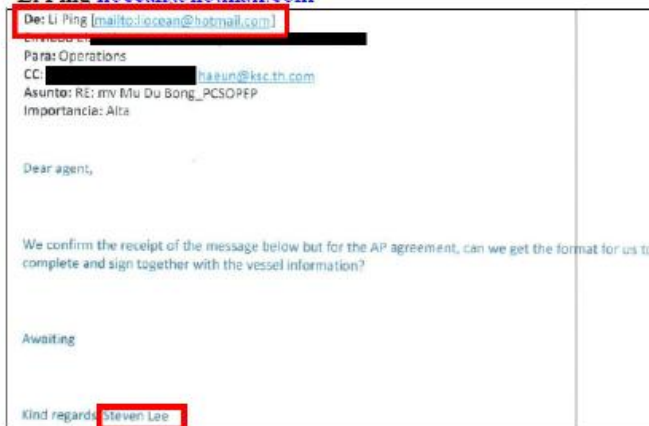 De: Li Ping [mailto:liocean@hotmail.com]
Para: Operations
CC: haeun@ksc.th.com
Asunto: RE: mv Mu Du Bong_PCSOPEP
Importancia: Alta
Dear agent,
We confirm the receipt of the message below but for the AP agreement, can we get the format for us to
complete and sign together with the vessel information?
Awaiting
Kind regards Steven Lee